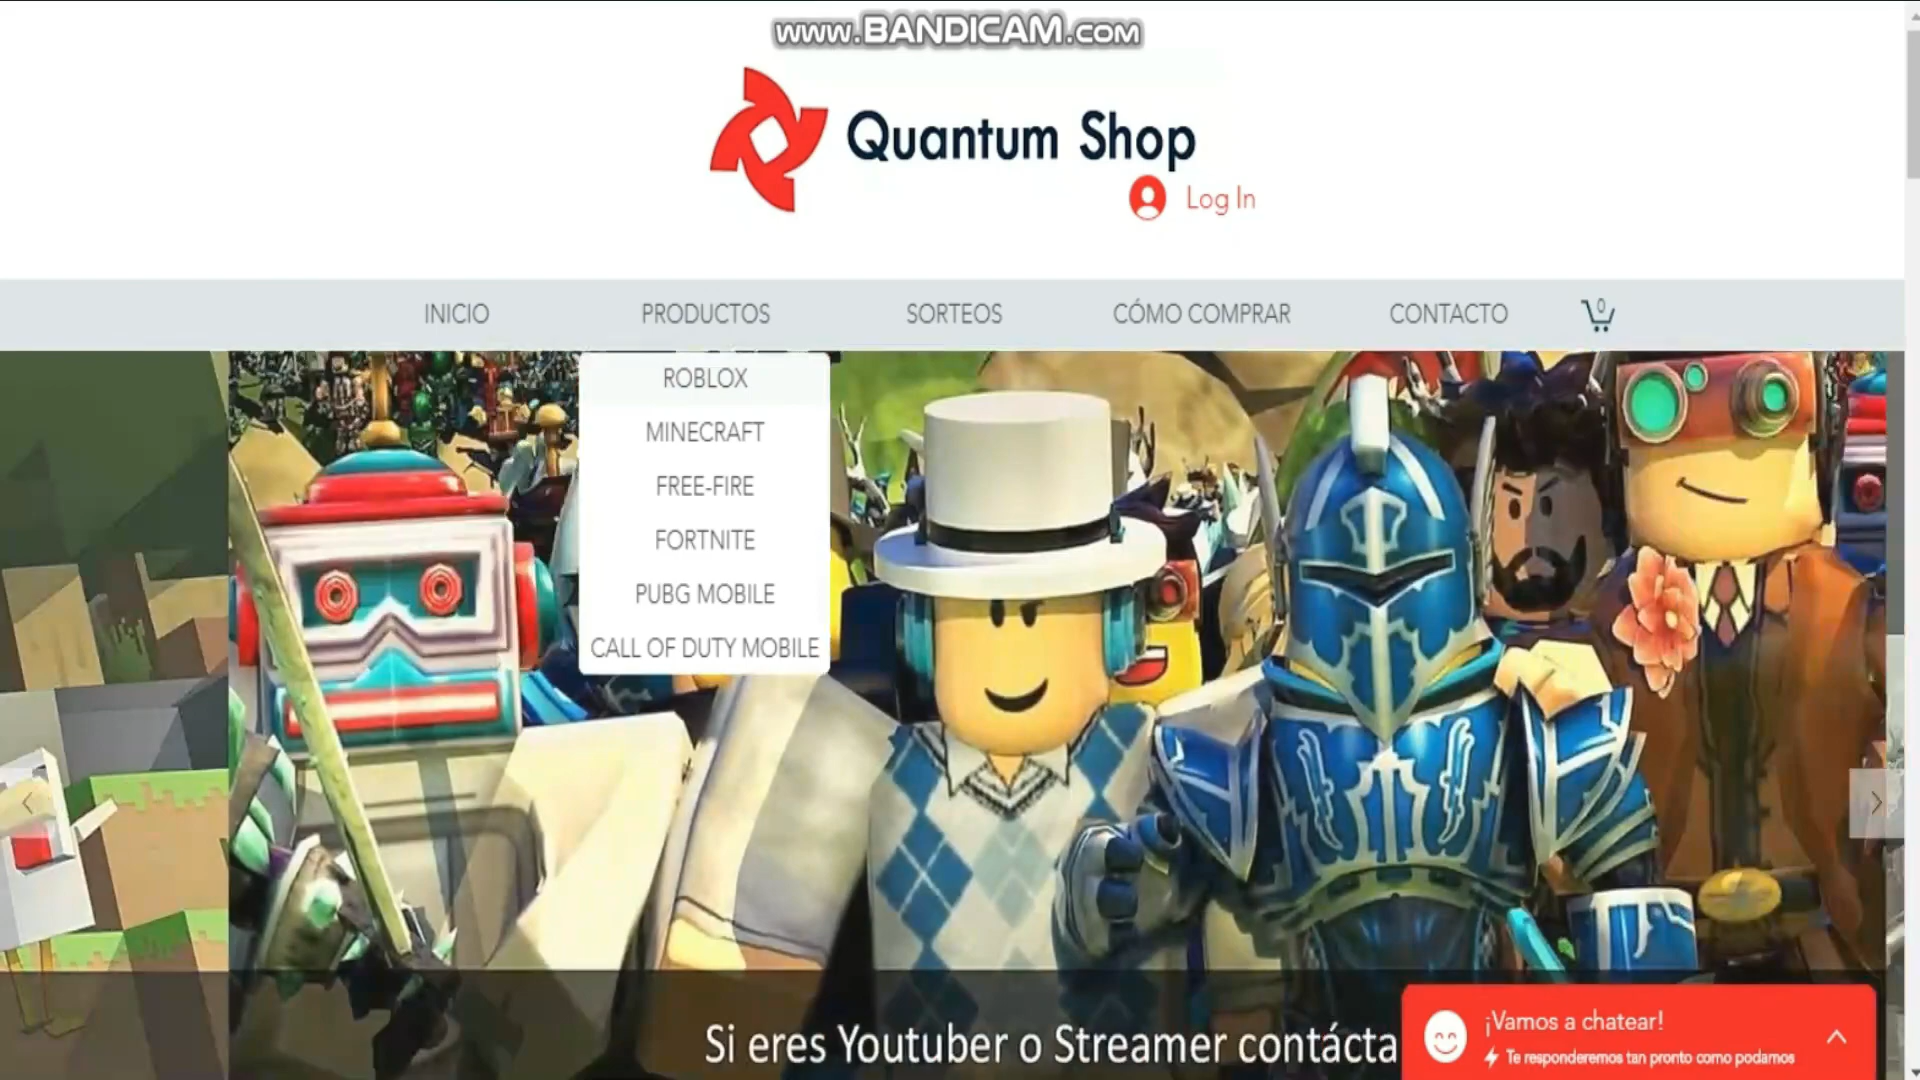 www.BANDICAM.com
Quantum Shop
Log In
INICIO PRODUCTOS SORTEOS CÓMO COMPRAR CONTACTO 0
ROBLOX
MINECRAFT
FREE-FIRE
FORTNITE
PUBG MOBILE
CALL OF DUTY MOBILE
Si eres Youtuber o Streamer contácta
¡Vamos a chatear!
Te responderemos tan pronto como podamos